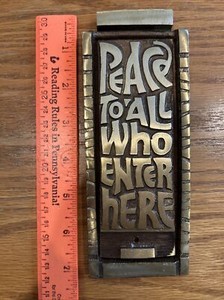 PEACE
TO ALL
WHO
ENTER
HERE
Reading Rules in Pennsylvania!